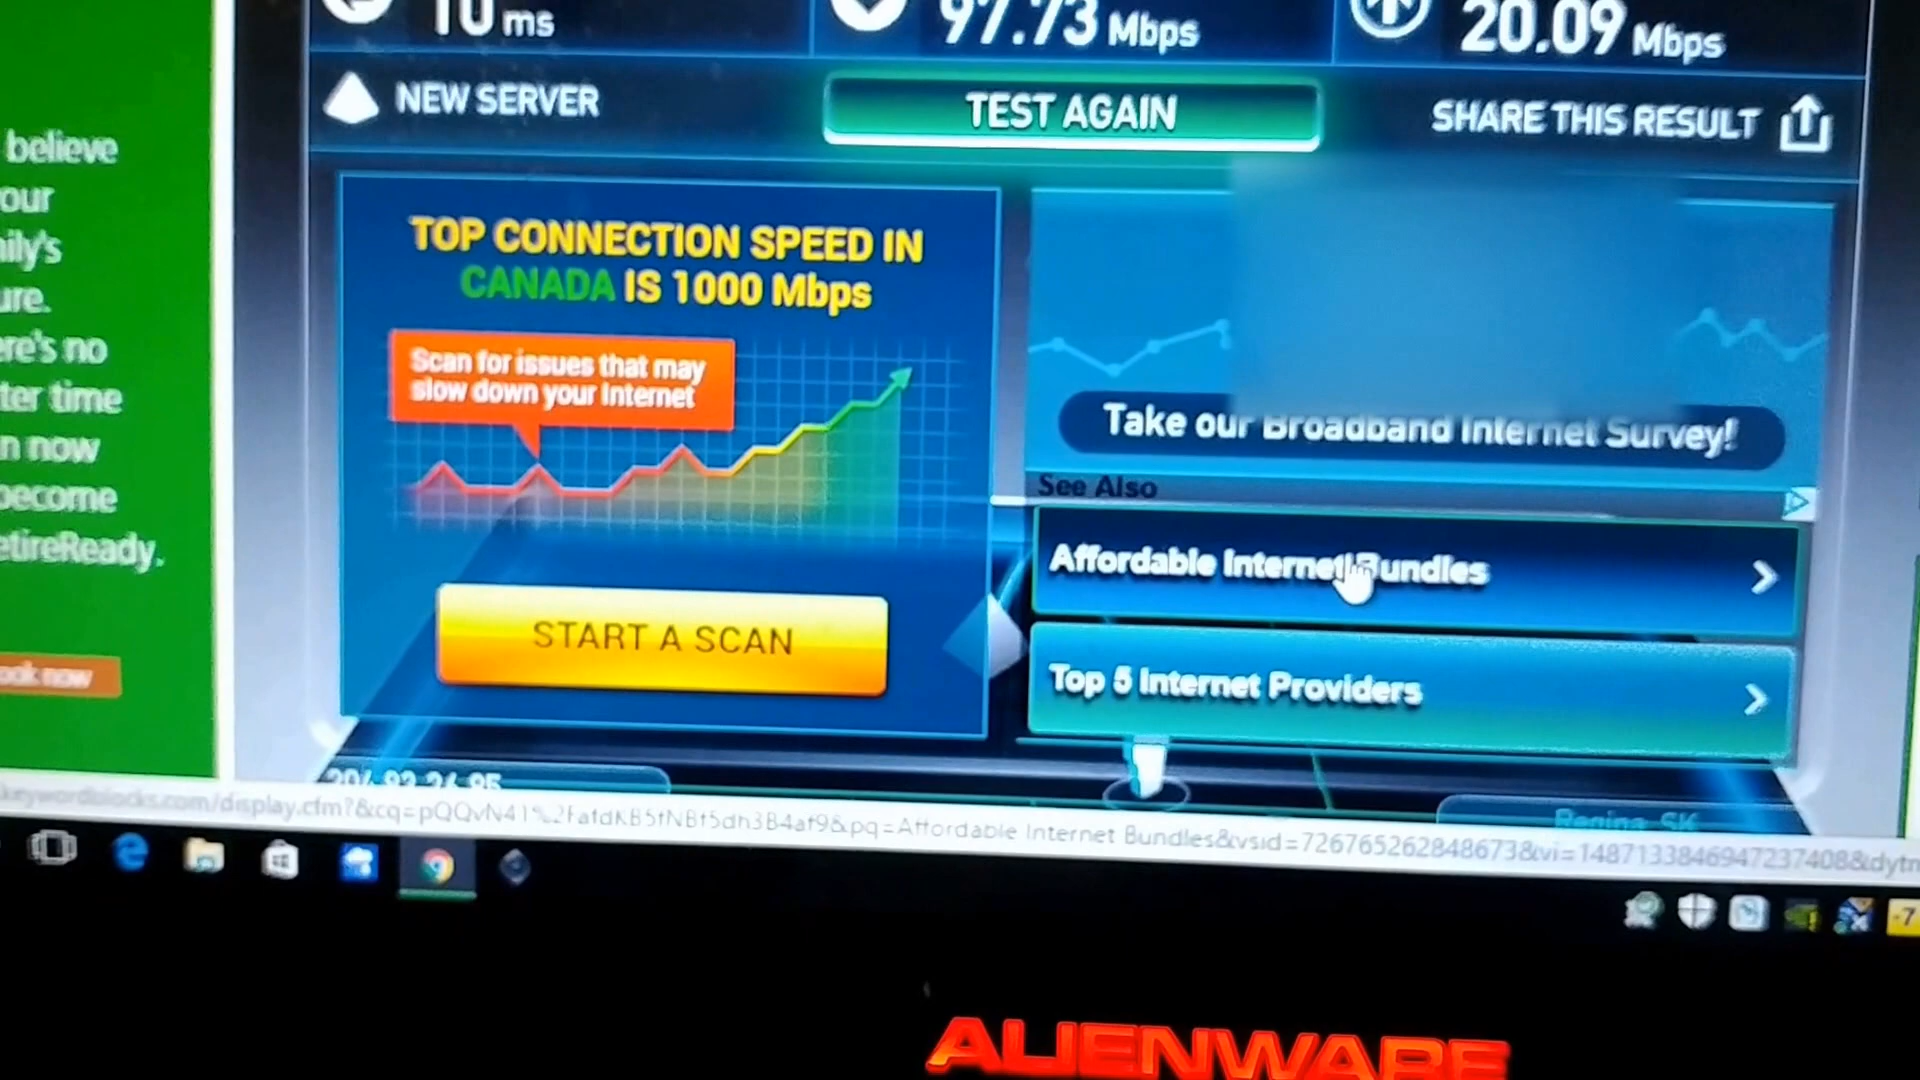 10 ms
97.73 Mbps
20.09 Mbps
NEW SERVER
TEST AGAIN
SHARE THIS RESULT
believe
our
ily's
ure.
ere's no
ter time
n now
become
etireReady.
TOP CONNECTION SPEED IN
CANADA IS 1000 Mbps
Scan for issues that may
slow down your Internet
START A SCAN
Take our Broadband Internet Survey!
See Also
Affordable Internet Bundles
Top 5 Internet Providers
Regina, SK
-7
ALIENWARE